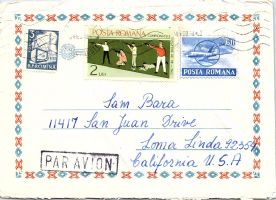 POSTA ROMANA
2 LEI
3
R.P.ROMINA
POSTA ROMANA
Sam Bara
11417 San Juan Drive
Loma Linda 92354
California U.S.A
PAR AVION